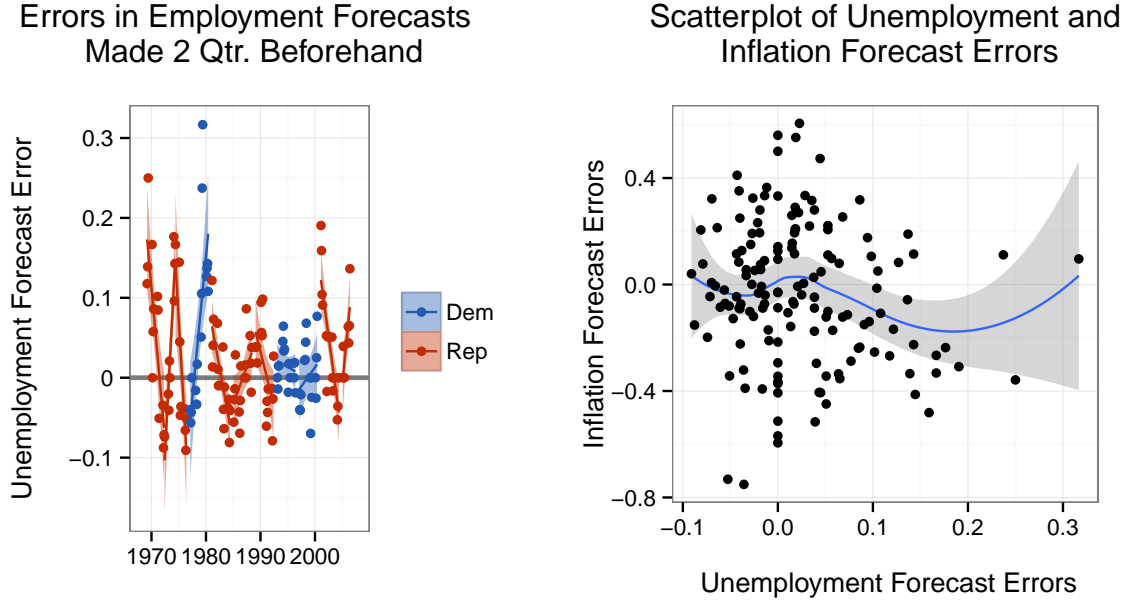 Errors in Employment Forecasts
Made 2 Qtr. Beforehand
Unemployment Forecast Error
0.3
0.2
0.1
0
−0.1
1970 1980 1990 2000
Dem
Rep
Scatterplot of Unemployment and
Inflation Forecast Errors
Inflation Forecast Errors
0.4
0.0
−0.4
−0.8
−0.1 0.0 0.1 0.2 0.3
Unemployment Forecast Errors